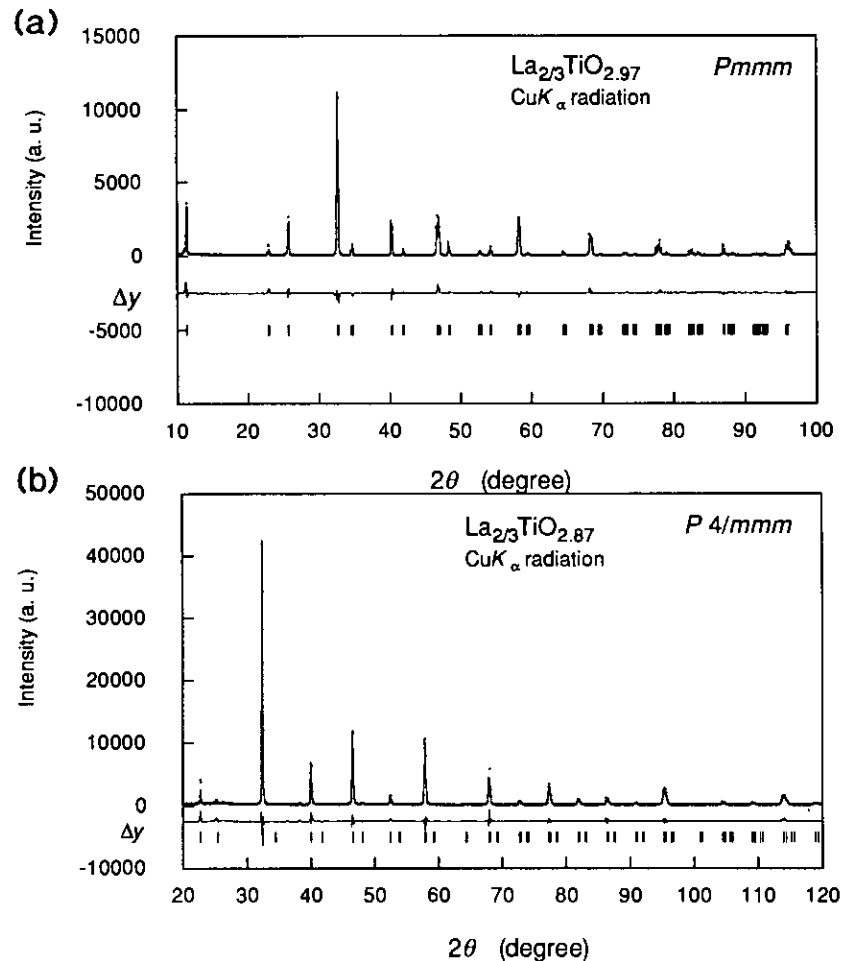 (a)
15000
La2/3TiO2.97
Pmmm
CuKα radiation
10000
Intensity (a. u.)
5000
0
Δy
-5000
-10000
10 20 30 40 50 60 70 80 90 100
2θ (degree)
(b)
50000
La2/3TiO2.87
P 4/mmm
CuKα radiation
40000
Intensity (a. u.)
30000
20000
10000
0
Δy
-10000
20 30 40 50 60 70 80 90 100 110 120
2θ (degree)